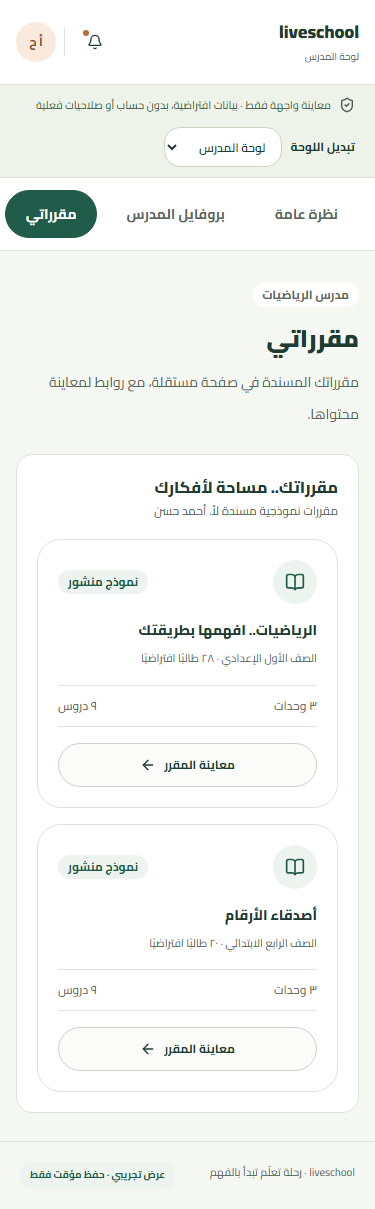 liveschool
لوحة المدرس
أ ح
معاينة واجهة فقط · بيانات افتراضية، بدون حساب أو صلاحيات فعلية
تبديل اللوحة
لوحة المدرس
نظرة عامة
بروفايل المدرس
مقرراتي
مدرس الرياضيات
مقرراتي
مقرراتك المسندة في صفحة مستقلة، مع روابط لمعاينة
محتواها.
مقرراتك.. مساحة لأفكارك
مقررات نموذجية مسندة لأ. أحمد حسن
نموذج منشور
الرياضيات.. افهمها بطريقتك
الصف الأول الإعدادي · ٢٨ طالبًا افتراضيًا
٣ وحدات
٩ دروس
معاينة المقرر ←
نموذج منشور
أصدقاء الأرقام
الصف الرابع الابتدائي · ٢٠ طالبًا افتراضيًا
٣ وحدات
٩ دروس
معاينة المقرر ←
liveschool · رحلة تعلّم تبدأ بالفهم
عرض تجريبي · حفظ مؤقت فقط